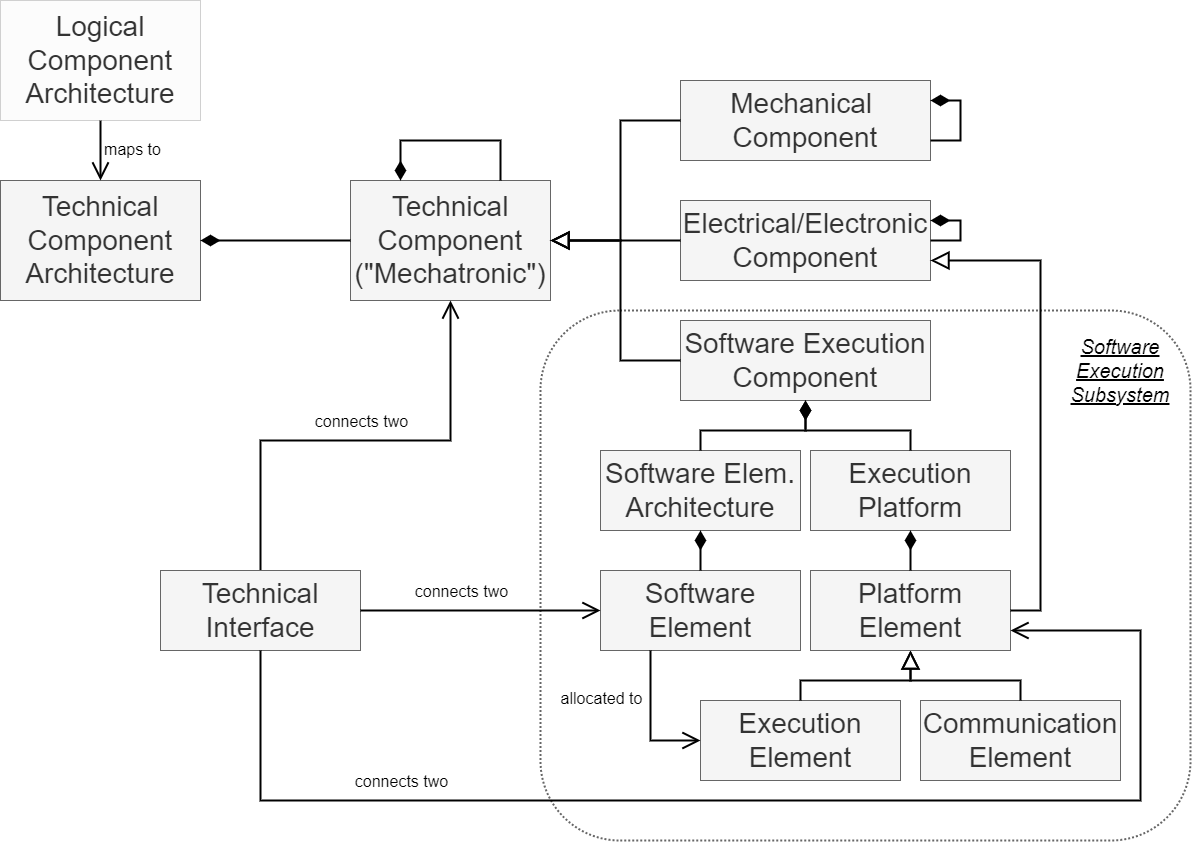 Logical
Component
Architecture
maps to
Technical
Component
Architecture
Technical
Component
("Mechatronic")
Mechanical
Component
Electrical/Electronic
Component
Software Execution
Component
Software
Execution
Subsystem
connects two
Software Elem.
Architecture
Execution
Platform
Technical
Interface
connects two
Software
Element
Platform
Element
allocated to
Execution
Element
Communication
Element
connects two